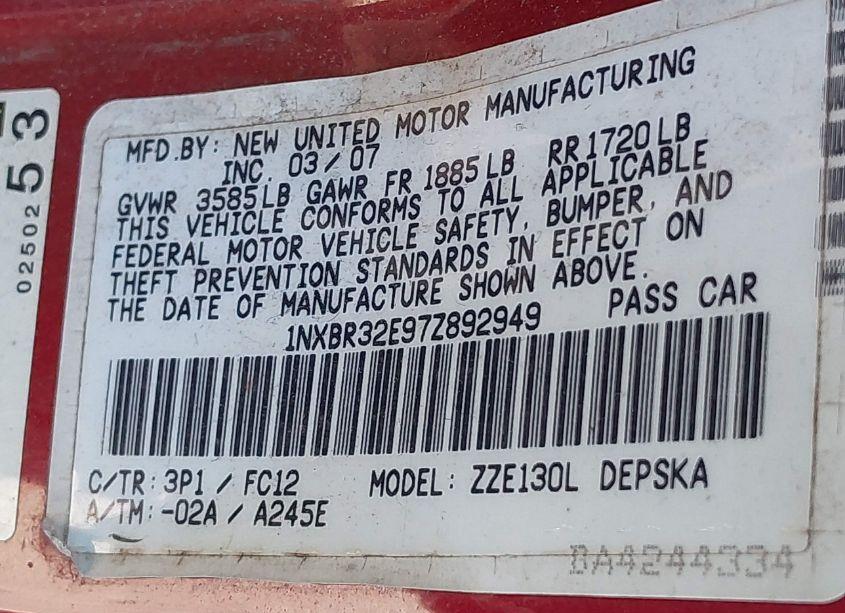 MFD.BY: NEW UNITED MOTOR MANUFACTURING
INC. 03/07
GVWR 3585LB GAWR FR 1885LB RR1720LB
THIS VEHICLE CONFORMS TO ALL APPLICABLE
FEDERAL MOTOR VEHICLE SAFETY, BUMPER, AND
THEFT PREVENTION STANDARDS IN EFFECT ON
THE DATE OF MANUFACTURE SHOWN ABOVE.
1NXBR32E97Z892949 PASS CAR
C/TR: 3P1 / FC12 MODEL: ZZE130L DEPSKA
A/TM: -02A / A245E
BA4244334
02502
53